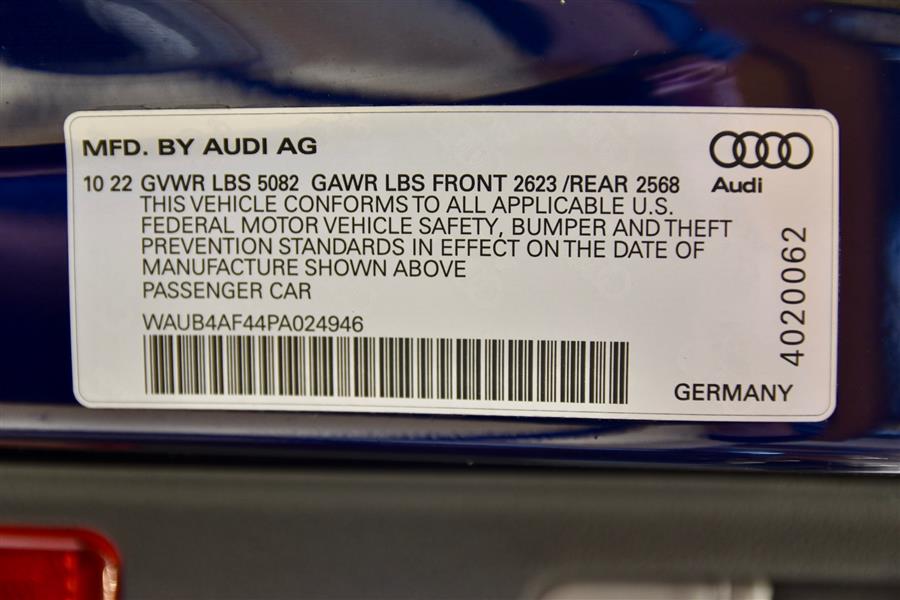 MFD. BY AUDI AG
10 22 GVWR LBS 5082 GAWR LBS FRONT 2623 /REAR 2568
THIS VEHICLE CONFORMS TO ALL APPLICABLE U.S.
FEDERAL MOTOR VEHICLE SAFETY, BUMPER AND THEFT
PREVENTION STANDARDS IN EFFECT ON THE DATE OF
MANUFACTURE SHOWN ABOVE
PASSENGER CAR
WAUB4AF44PA024946
Audi
4020062
GERMANY